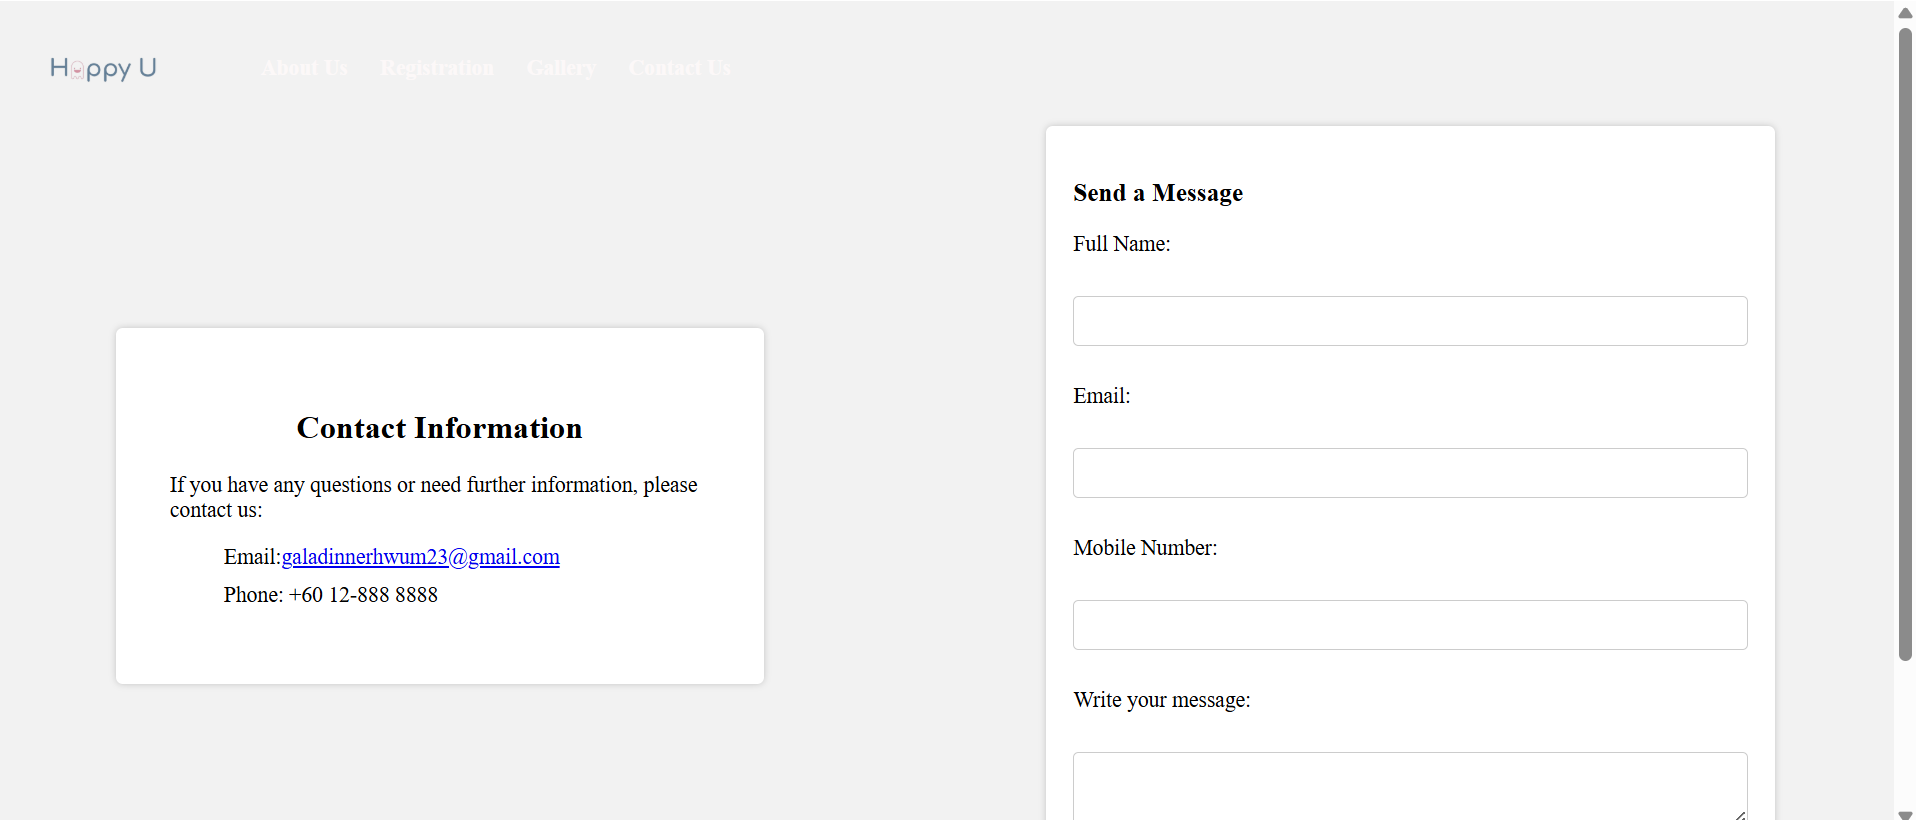 Happy U
About Us Registration Gallery Contact Us
Contact Information
If you have any questions or need further information, please
contact us:
Email:galadinnerhwum23@gmail.com
Phone: +60 12-888 8888
Send a Message
Full Name:
Email:
Mobile Number:
Write your message: